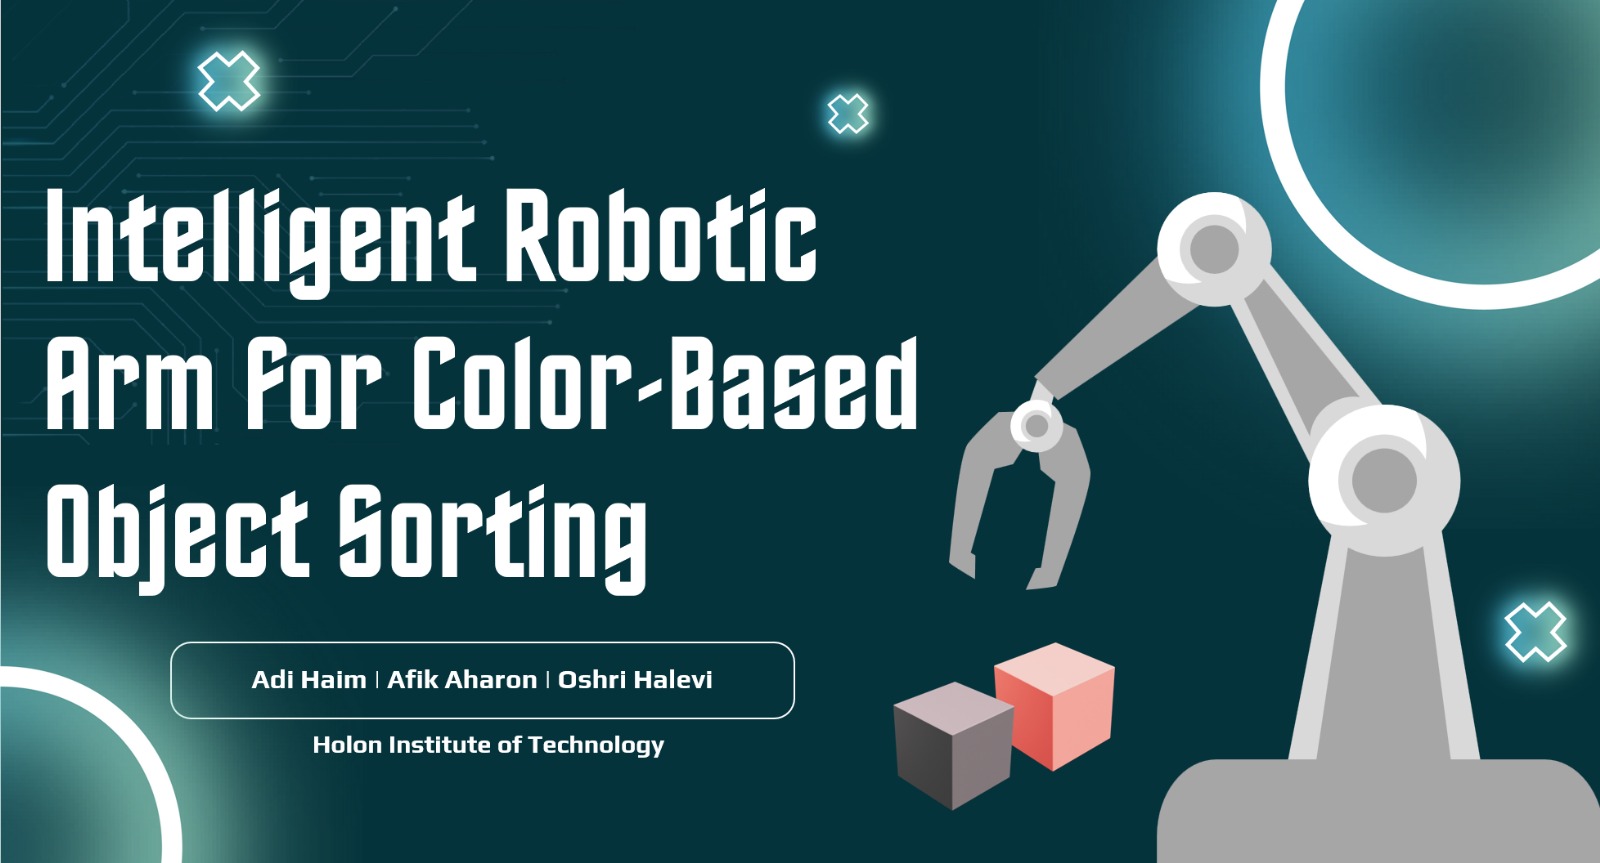 Intelligent Robotic
Arm for Color-Based
Object Sorting
Adi Haim | Afik Aharon | Oshri Halevi
Holon Institute of Technology